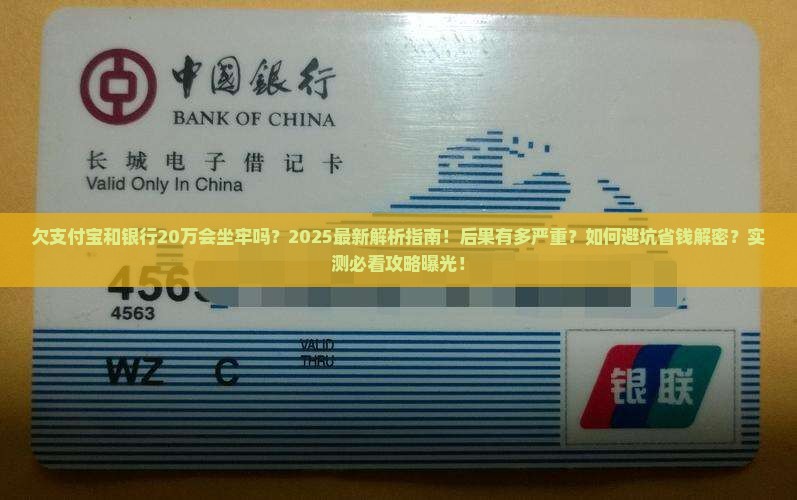 中國銀行
BANK OF CHINA
长城电子借记卡
Valid Only In China
欠支付宝和银行20万会坐牢吗？2025最新解析指南！后果有多严重？如何避坑省钱解密？实
测必看攻略曝光！
4563
4563
VALID
THRU
WZ C
银联